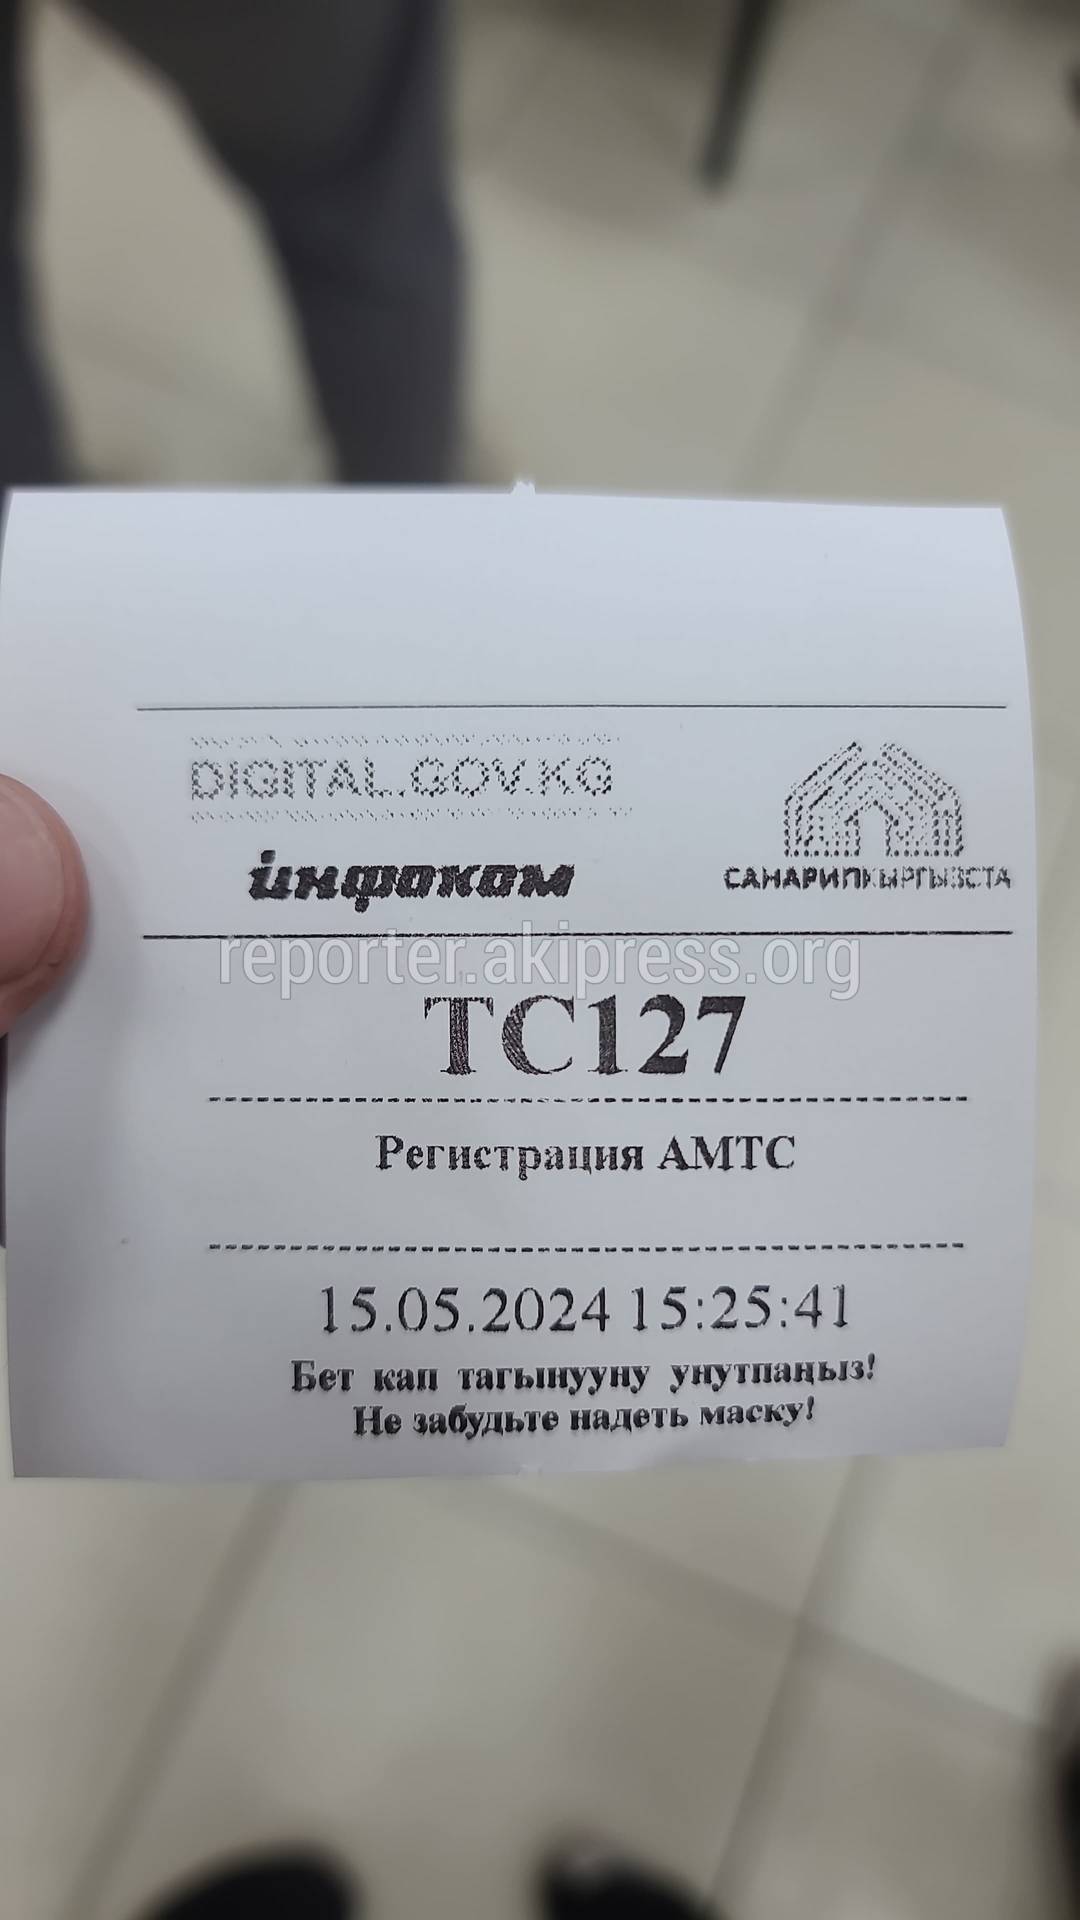 DIGITAL.GOV.KG
инфоком
САНАРИПКЫРГЫЗСТА
reporter.akipress.org
TC127
Регистрация АМТС
15.05.2024 15:25:41
Бет кап тагынууну унутпаңыз!
Не забудьте надеть маску!